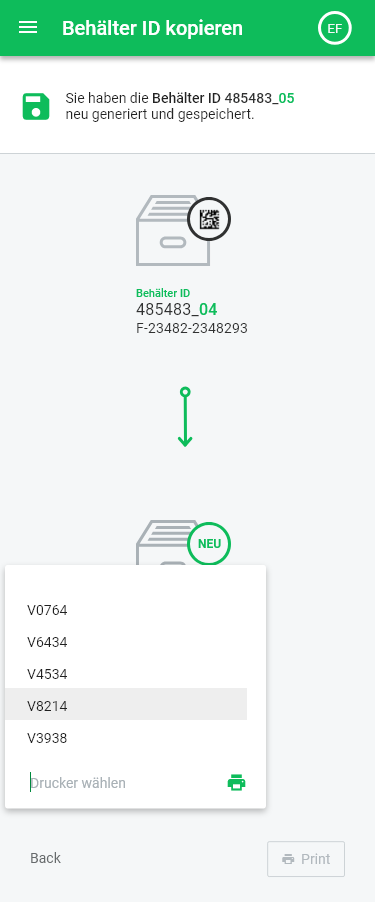 Behälter ID kopieren
EF
Sie haben die Behälter ID 485483_05
neu generiert und gespeichert.
Behälter ID
485483_04
F-23482-2348293
NEU
V0764
V6434
V4534
V8214
V3938
Drucker wählen
Back
Print